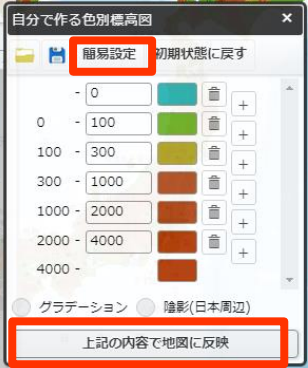 自分で作る色別標高図 ×
簡易設定 初期状態に戻す
- 0
0 - 100
100 - 300
300 - 1000
1000 - 2000
2000 - 4000
4000 -
グラデーション 陰影(日本周辺)
上記の内容で地図に反映